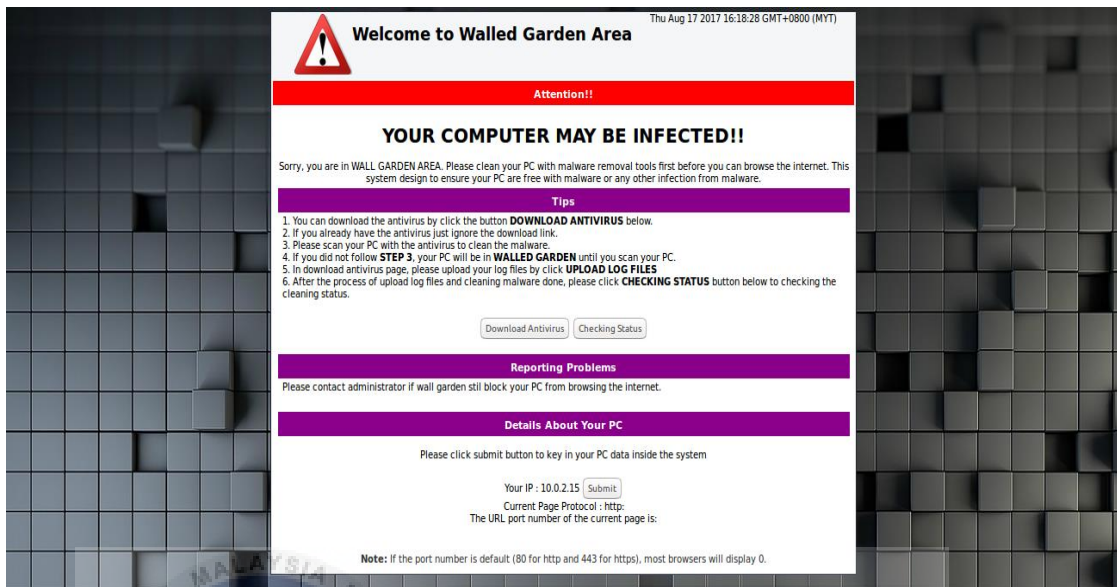 Thu Aug 17 2017 16:18:28 GMT+0800 (MYT)
Welcome to Walled Garden Area
Attention!!
YOUR COMPUTER MAY BE INFECTED!!
Sorry, you are in WALL GARDEN AREA. Please clean your PC with malware removal tools first before you can browse the internet. This
system design to ensure your PC are free with malware or any other infection from malware.
Tips
1. You can download the antivirus by click the button DOWNLOAD ANTIVIRUS below.
2. If you already have the antivirus just ignore the download link.
3. Please scan your PC with the antivirus to clean the malware.
4. If you did not follow STEP 3, your PC will be in WALLED GARDEN until you scan your PC.
5. In download antivirus page, please upload your log files by click UPLOAD LOG FILES
6. After the process of upload log files and cleaning malware done, please click CHECKING STATUS button below to checking the
cleaning status.
Download Antivirus Checking Status
Reporting Problems
Please contact administrator if wall garden stil block your PC from browsing the internet.
Details About Your PC
Please click submit button to key in your PC data inside the system
Your IP : 10.0.2.15 Submit
Current Page Protocol : http:
The URL port number of the current page is:
Note: If the port number is default (80 for http and 443 for https), most browsers will display 0.
MALAYSIA